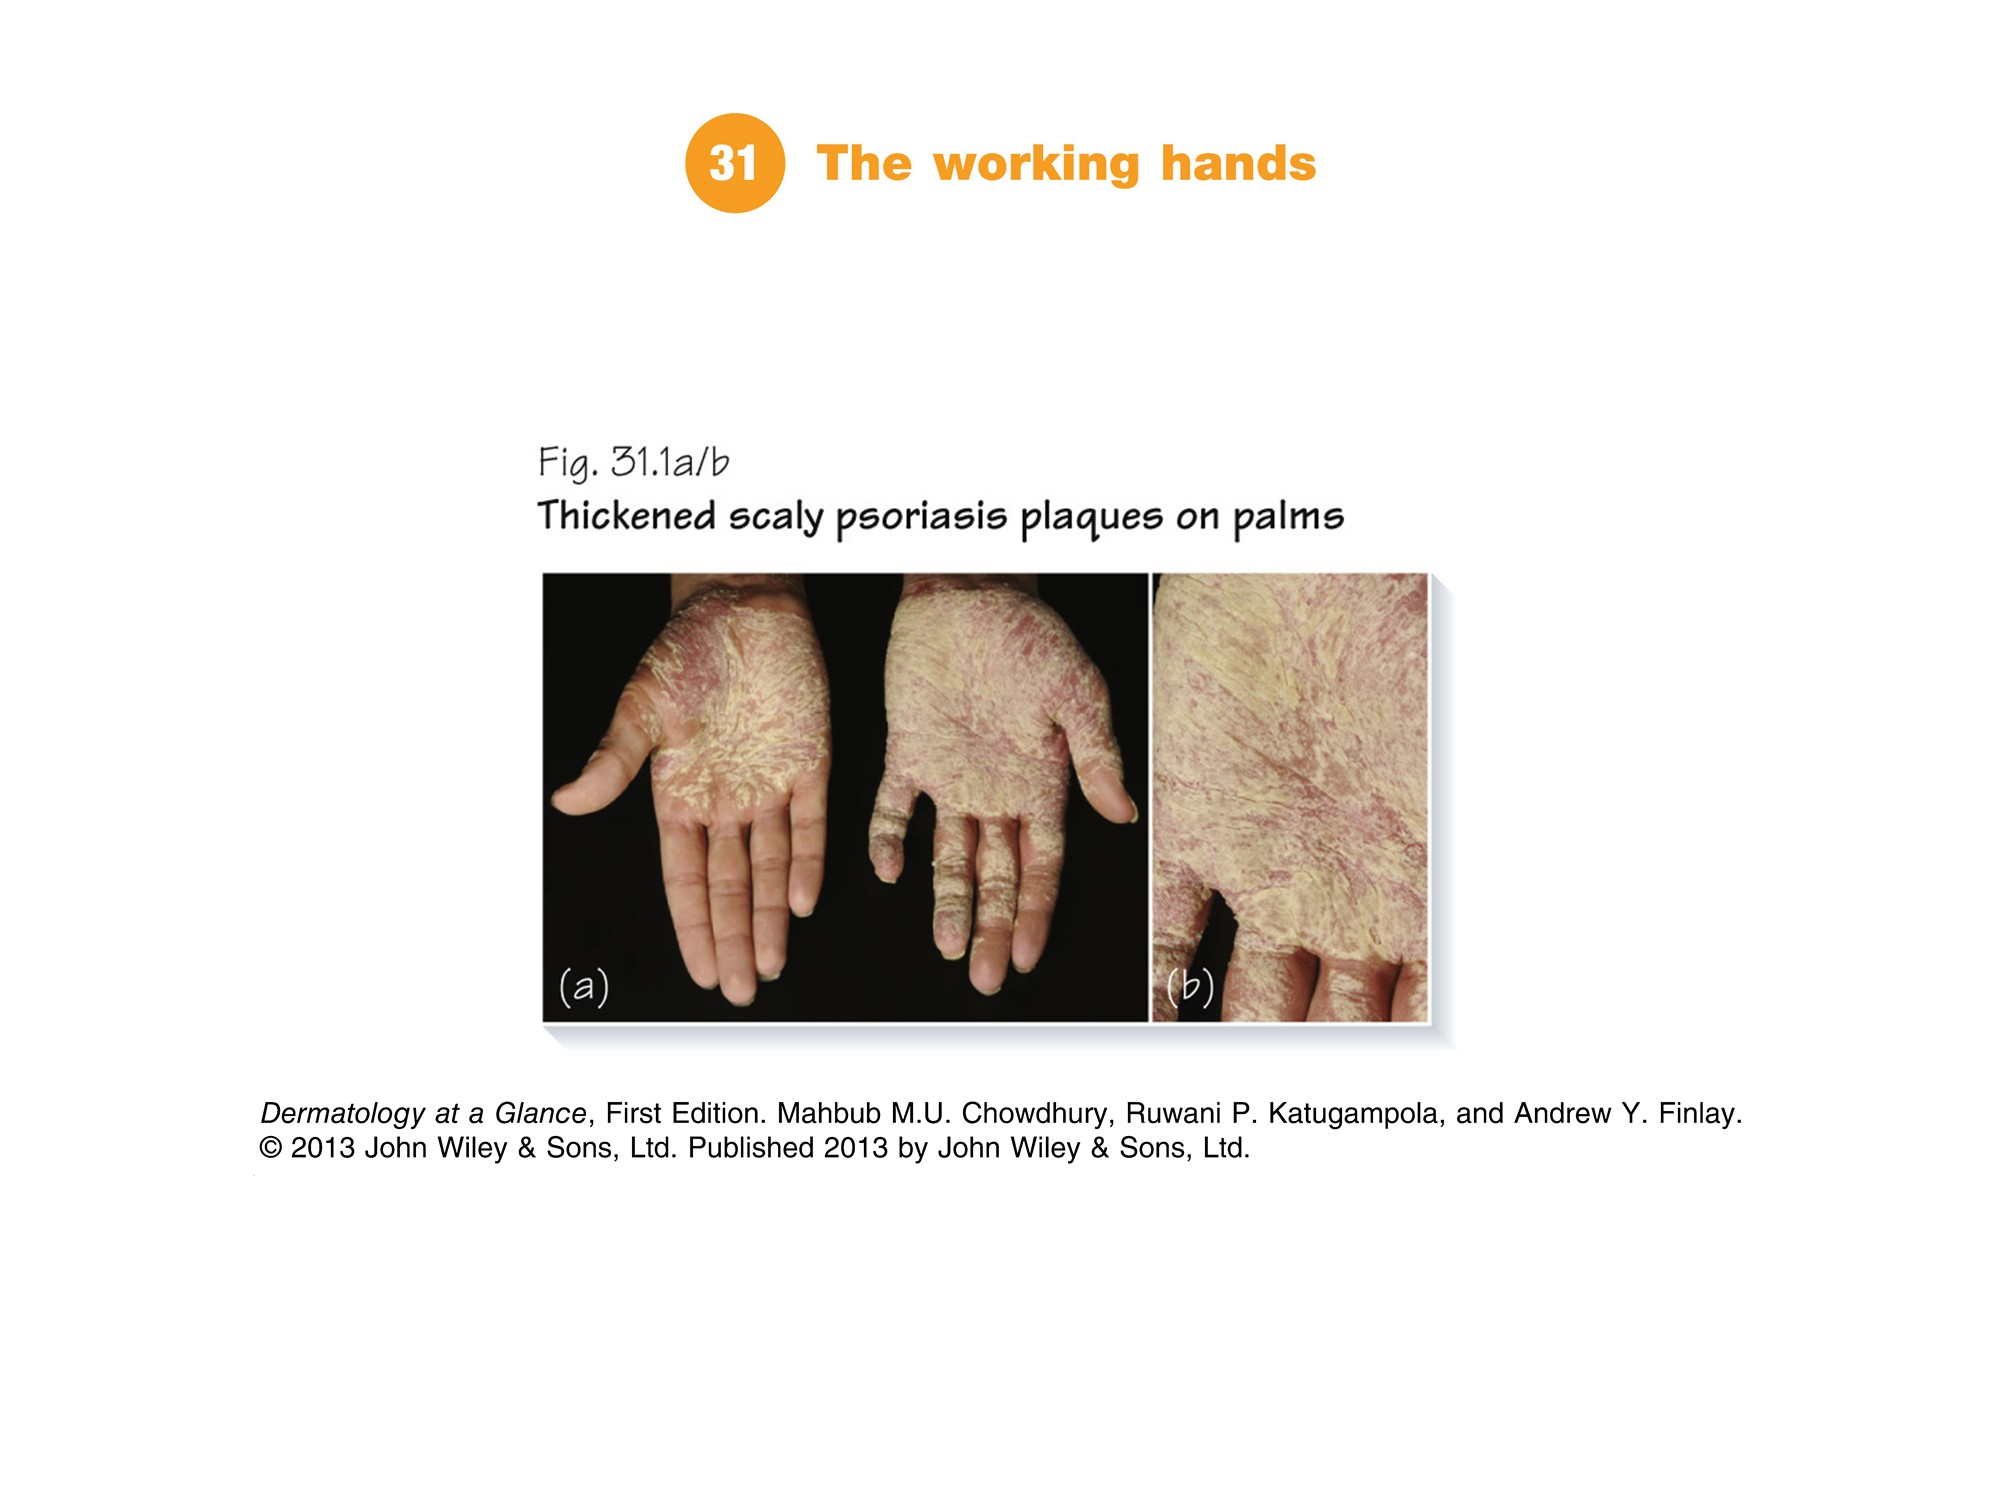 31 The working hands
Fig. 31.1a/b
Thickened scaly psoriasis plaques on palms
(a)
(b)
Dermatology at a Glance, First Edition. Mahbub M.U. Chowdhury, Ruwani P. Katugampola, and Andrew Y. Finlay.
© 2013 John Wiley & Sons, Ltd. Published 2013 by John Wiley & Sons, Ltd.